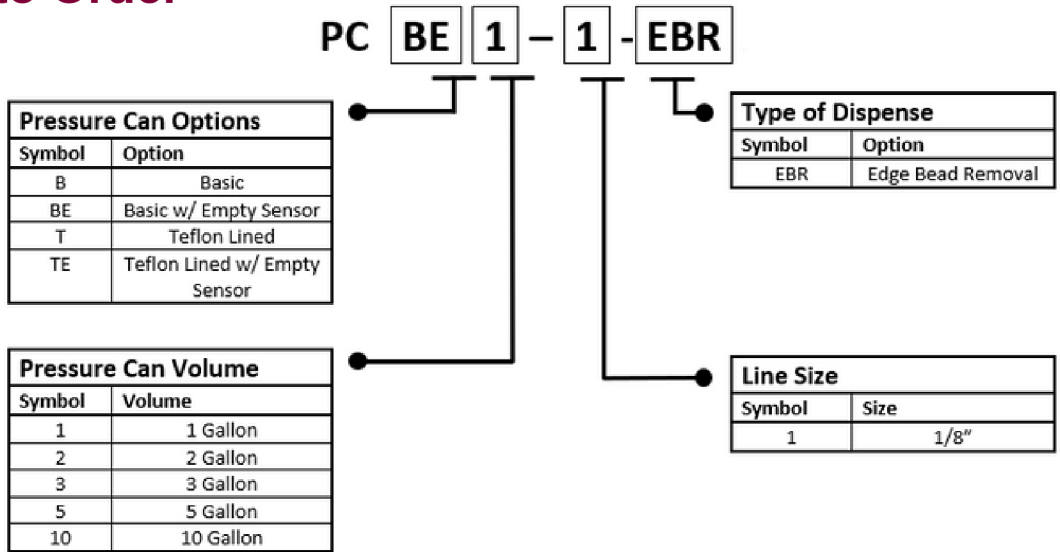 PC BE 1 – 1 - EBR
Pressure Can Options
Symbol Option
B Basic
BE Basic w/ Empty Sensor
T Teflon Lined
TE Teflon Lined w/ Empty
Sensor
Type of Dispense
Symbol Option
EBR Edge Bead Removal
Pressure Can Volume
Symbol Volume
1 1 Gallon
2 2 Gallon
3 3 Gallon
5 5 Gallon
10 10 Gallon
Line Size
Symbol Size
1 1/8"